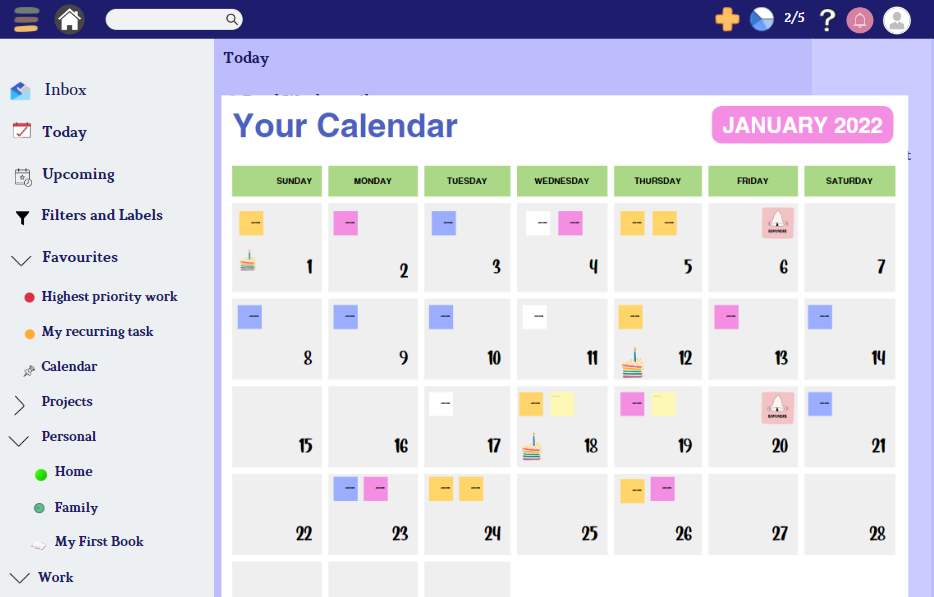 2/5
?
Today
Inbox
Today
Upcoming
Filters and Labels
Favourites
Highest priority work
My recurring task
Calendar
Projects
Personal
Home
Family
My First Book
Work
Your Calendar
JANUARY 2022
SUNDAY MONDAY TUESDAY WEDNESDAY THURSDAY FRIDAY SATURDAY
REMINDER
1 2 3 4 5 6 7
8 9 10 11 12 13 14
REMINDER
15 16 17 18 19 20 21
22 23 24 25 26 27 28